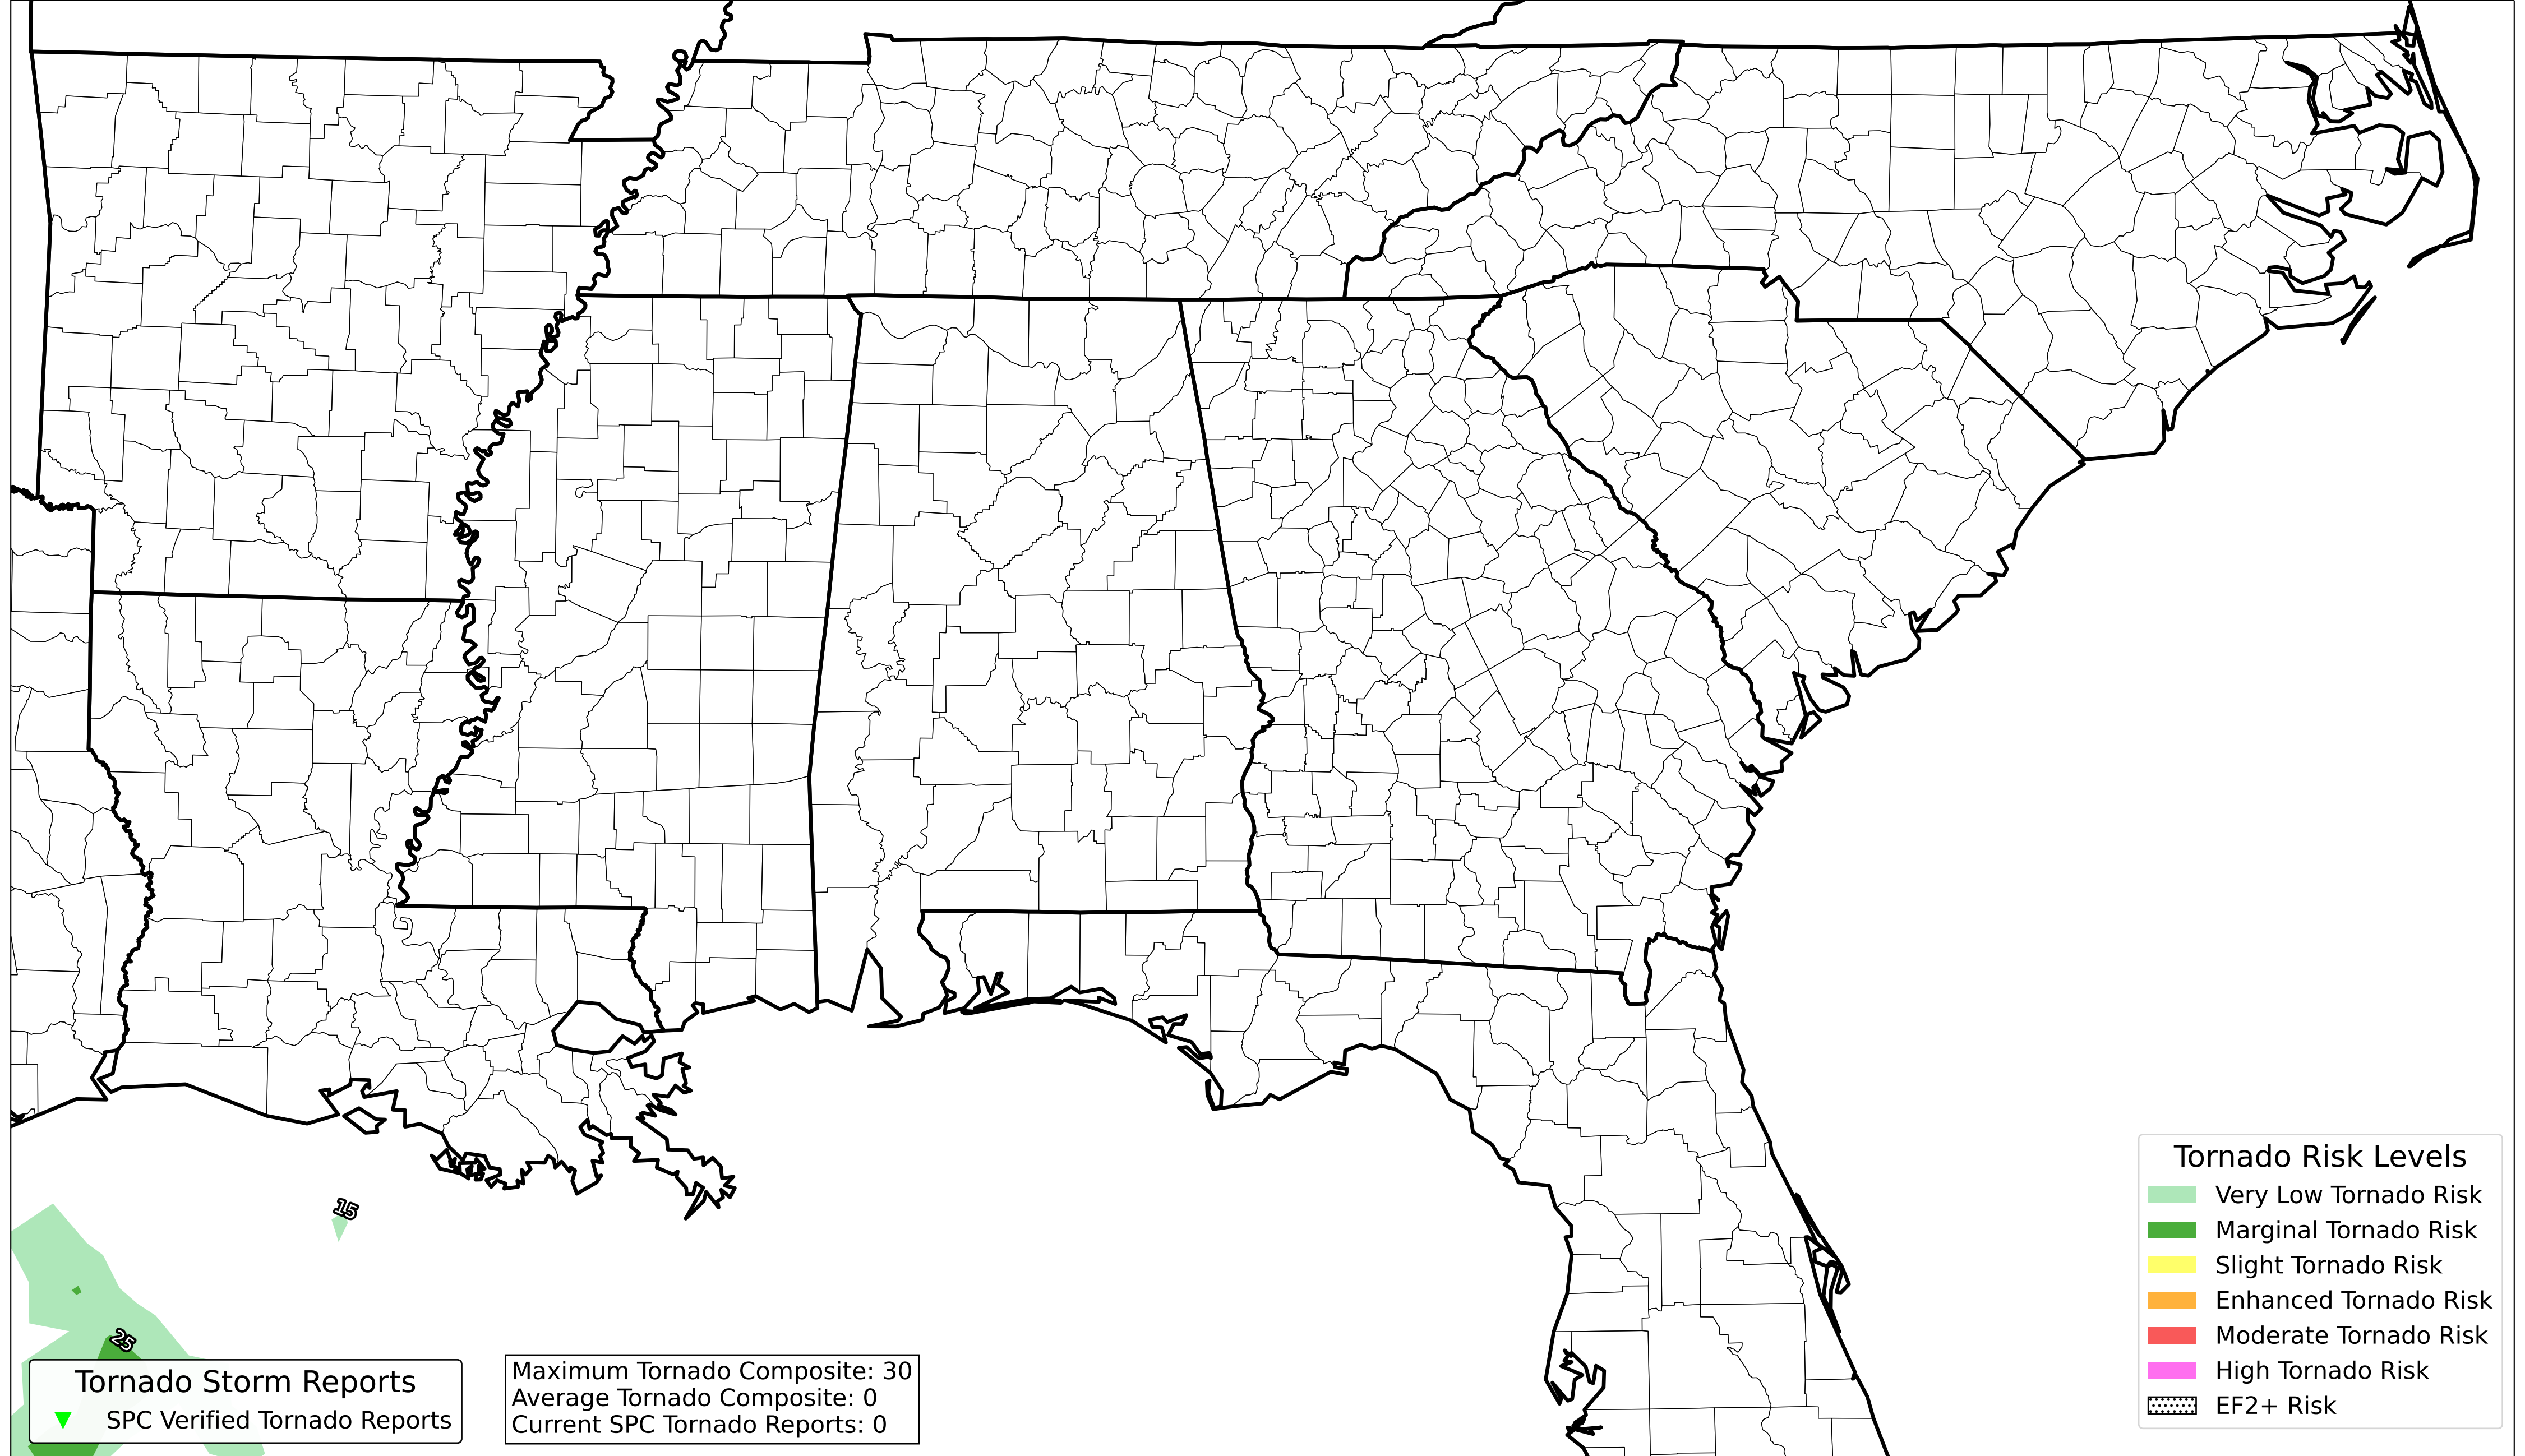 15
25
Tornado Storm Reports
SPC Verified Tornado Reports
Maximum Tornado Composite: 30
Average Tornado Composite: 0
Current SPC Tornado Reports: 0
Tornado Risk Levels
Very Low Tornado Risk
Marginal Tornado Risk
Slight Tornado Risk
Enhanced Tornado Risk
Moderate Tornado Risk
High Tornado Risk
EF2+ Risk